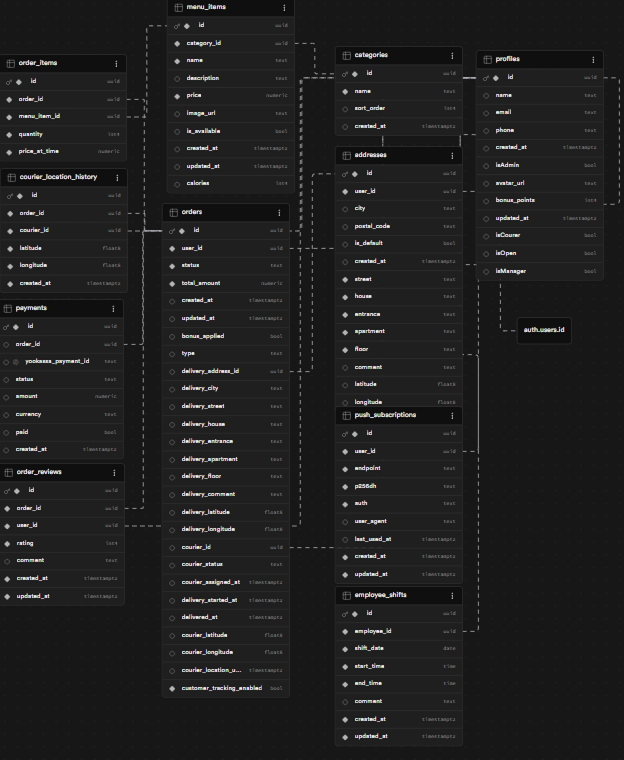 menu_items
id uuid
category_id uuid
name text
description text
price numeric
image_url text
is_available bool
created_at timestamptz
updated_at timestamptz
calories int4
order_items
id uuid
order_id uuid
menu_item_id uuid
quantity int4
price_at_time numeric
courier_location_history
id uuid
order_id uuid
courier_id uuid
latitude float8
longitude float8
created_at timestamptz
payments
id uuid
order_id uuid
yookassa_payment_id text
status text
amount numeric
currency text
paid bool
created_at timestamptz
order_reviews
id uuid
order_id uuid
user_id uuid
rating int4
comment text
created_at timestamptz
updated_at timestamptz
orders
id uuid
user_id uuid
status text
total_amount numeric
created_at timestamptz
updated_at timestamptz
bonus_applied bool
type text
delivery_address_id uuid
delivery_city text
delivery_street text
delivery_house text
delivery_entrance text
delivery_apartment text
delivery_floor text
delivery_comment text
delivery_latitude float8
delivery_longitude float8
courier_id uuid
courier_status text
courier_assigned_at timestamptz
delivery_started_at timestamptz
delivered_at timestamptz
courier_latitude float8
courier_longitude float8
courier_location_u... timestamptz
customer_tracking_enabled bool
categories
id uuid
name text
sort_order int4
created_at timestamptz
addresses
id uuid
user_id uuid
city text
postal_code text
is_default bool
created_at timestamptz
street text
house text
entrance text
apartment text
floor text
comment text
latitude float8
longitude float8
push_subscriptions
id uuid
user_id uuid
endpoint text
p256dh text
auth text
user_agent text
last_used_at timestamptz
created_at timestamptz
updated_at timestamptz
employee_shifts
id uuid
employee_id uuid
shift_date date
start_time time
end_time time
comment text
created_at timestamptz
updated_at timestamptz
profiles
id uuid
name text
email text
phone text
created_at timestamptz
isAdmin bool
avatar_url text
bonus_points int4
updated_at timestamptz
isCourer bool
isOpen bool
isManager bool
auth.users.id